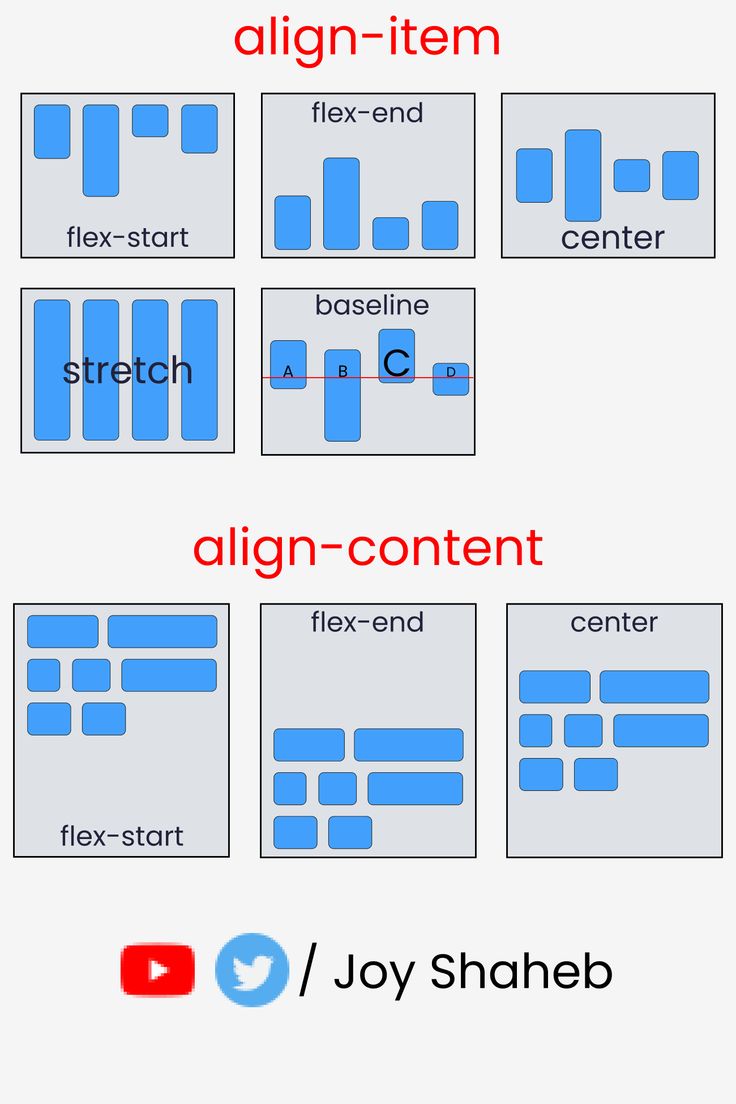 align-item
flex-start
flex-end
center
stretch
baseline
A
B
C
D
align-content
flex-start
flex-end
center
/ Joy Shaheb